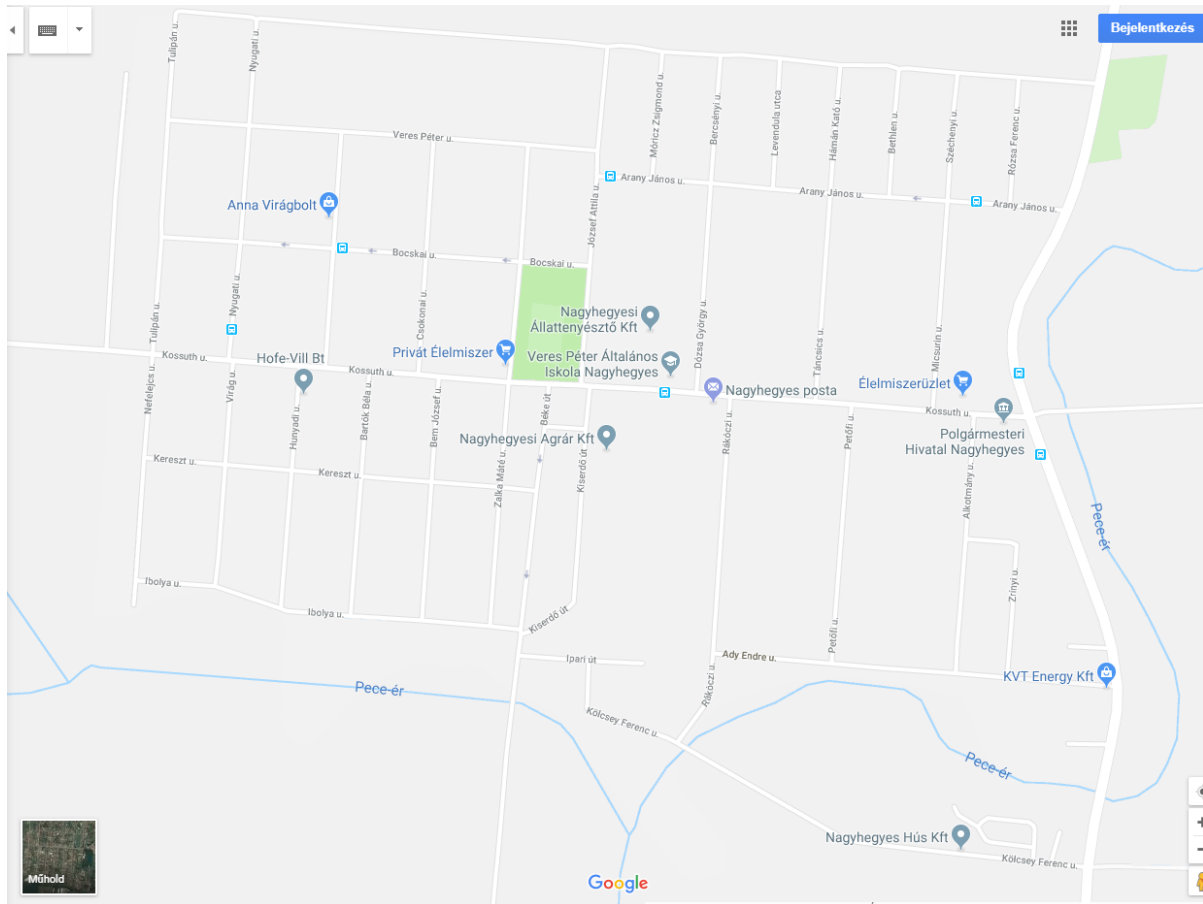 Bejelentkezés
Tulipán u.
Nyugati u.
Móricz Zsigmond u.
Bercsényi u.
Levendula utca
Hámán Kató u.
Bethlen u.
Széchenyi u.
Rózsa Ferenc u.
Veres Péter u.
Arany János u.
Arany János u.
Arany János u.
Anna Virágbolt
József Attila u.
Bocskai u.
Bocskai u.
Nyugati u.
Tulipán u.
Csokonai u.
Nagyhegyesi
Állattenyésztő Kft
Dózsa György u.
Táncsics u.
Micsurin u.
Kossuth u.
Hofe-Vill Bt
Kossuth u.
Privát Élelmiszer
Veres Péter Általános
Iskola Nagyhegyes
Nagyhegyes posta
Élelmiszerüzlet
Kossuth u.
Polgármesteri
Hivatal Nagyhegyes
Nefelejcs u.
Virág u.
Hunyadi u.
Bartók Béla u.
Bem József u.
Béke út
Nagyhegyesi Agrár Kft
Rákóczi u.
Petőfi u.
Kereszt u.
Kereszt u.
Zalka Máté u.
Kiserdő út
Alkotmány u.
Pece-ér
Ibolya u.
Ibolya u.
Kiserdő út
Zrínyi u.
Petőfi u.
Ipari út
Ady Endre u.
Rákóczi u.
KVT Energy Kft
Pece-ér
Kölcsey Ferenc u.
Pece-ér
Nagyhegyes Hús Kft
Kölcsey Ferenc u.
Műhold
Google